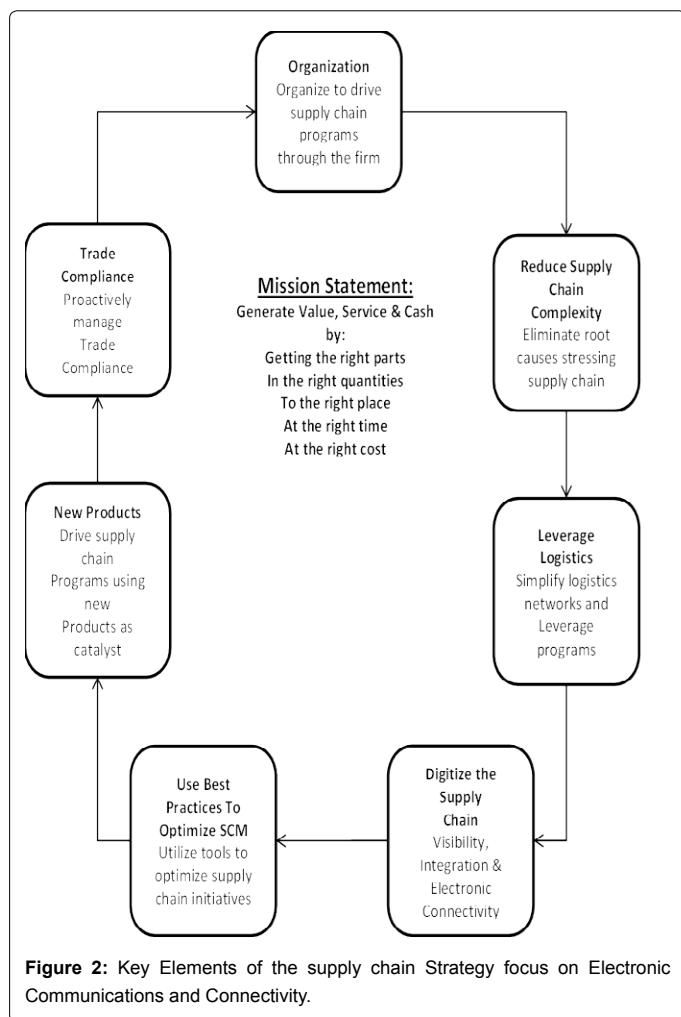 Organization
Organize to drive
supply chain
programs
through the firm
Trade
Compliance
Proactively
manage
Trade
Compliance
Mission Statement:
Generate Value, Service & Cash
by:
Getting the right parts
In the right quantities
To the right place
At the right time
At the right cost
Reduce Supply
Chain
Complexity
Eliminate root
causes stressing
supply chain
New Products
Drive supply
chain
Programs using
new
Products as
catalyst
Leverage
Logistics
Simplify logistics
networks and
Leverage
programs
Use Best
Practices To
Optimize SCM
Utilize tools to
optimize supply
chain initiatives
Digitize the
Supply
Chain
Visibility,
Integration &
Electronic
Connectivity
Figure 2: Key Elements of the supply chain Strategy focus on Electronic
Communications and Connectivity.